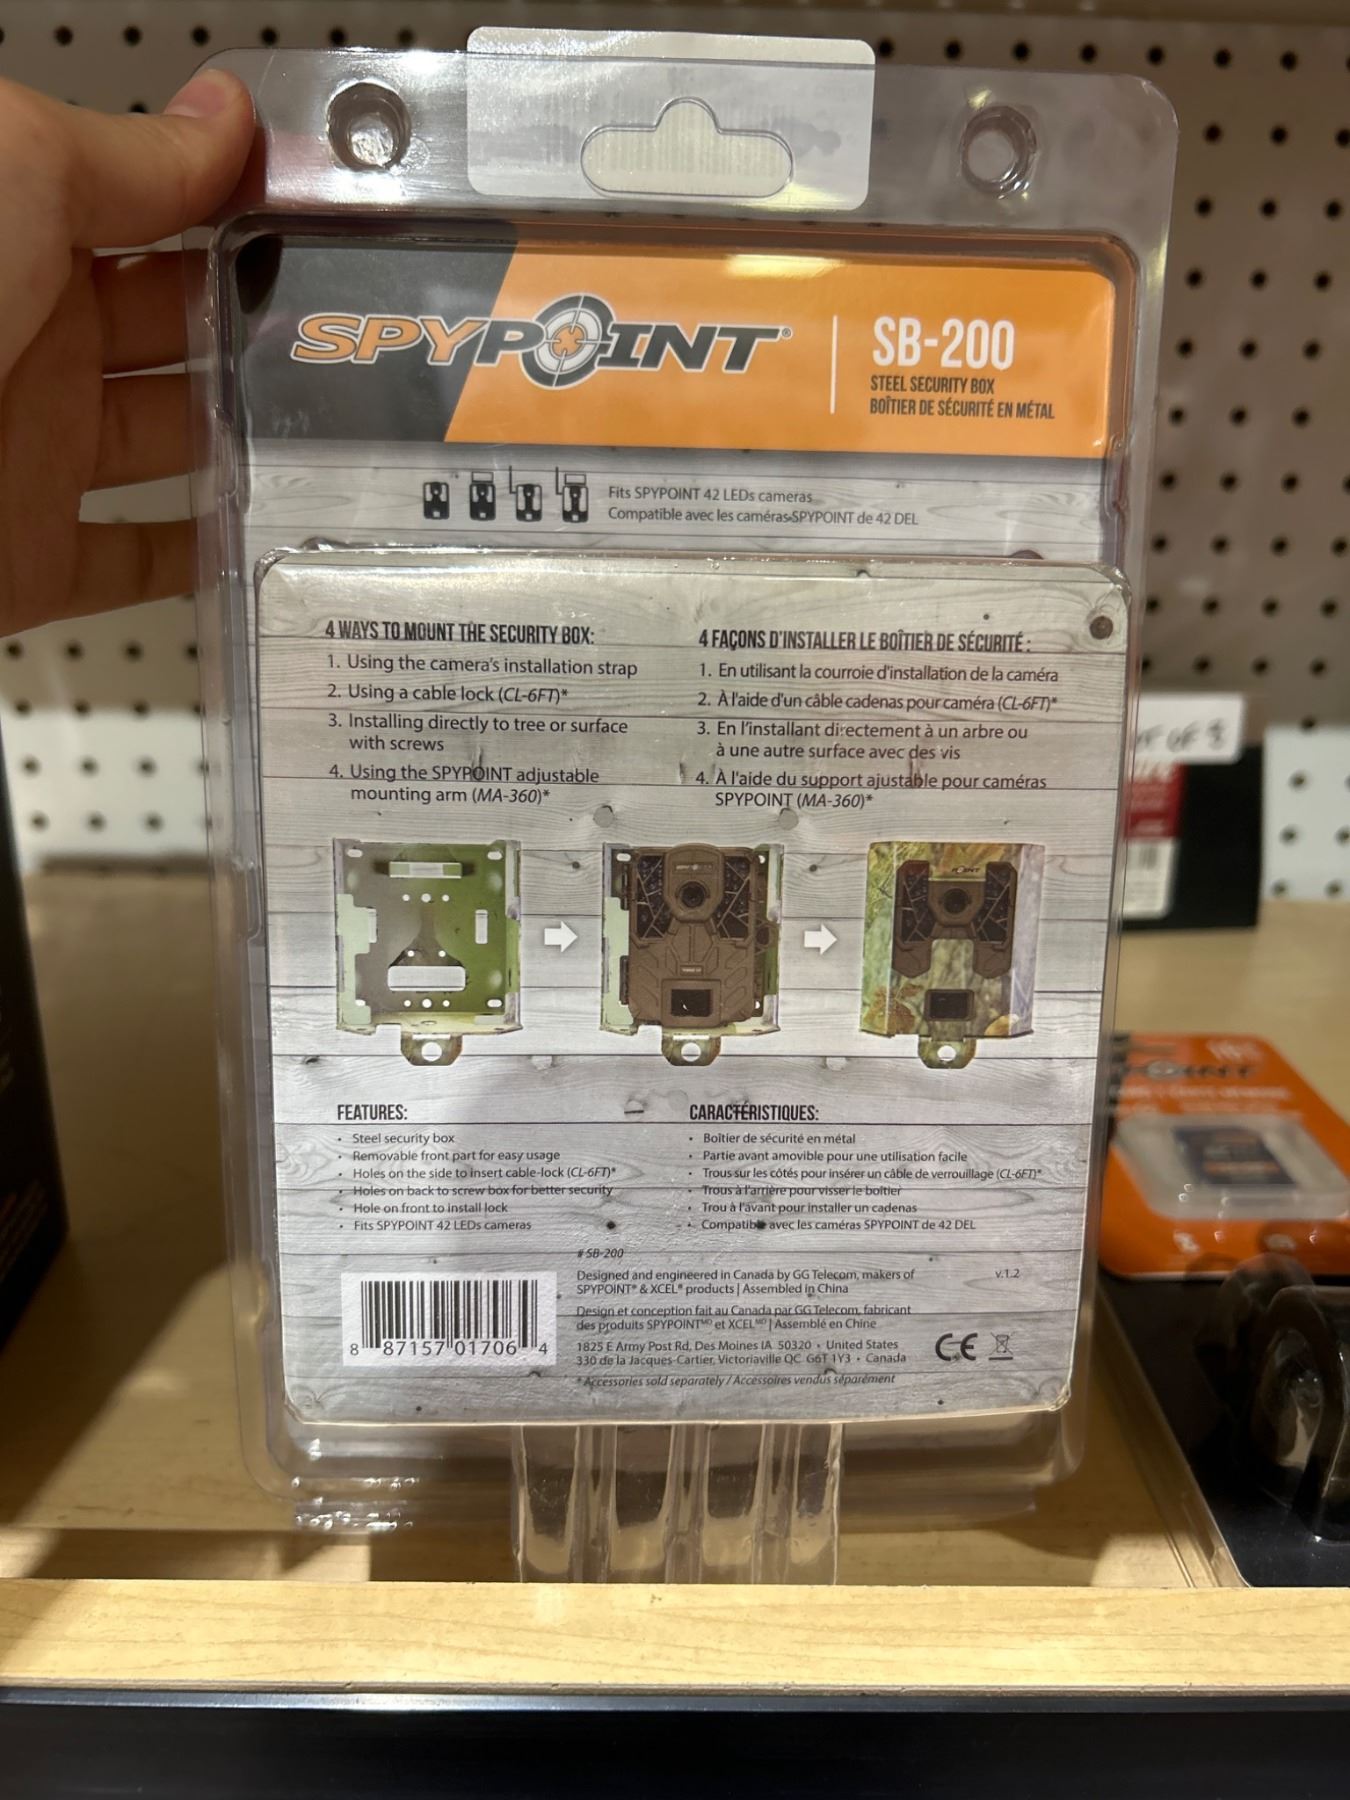 SPYPOINT®
SB-200
STEEL SECURITY BOX
BOÎTIER DE SÉCURITÉ EN MÉTAL
Fits SPYPOINT 42 LEDs cameras
Compatible avec les caméras SPYPOINT de 42 DEL
4 WAYS TO MOUNT THE SECURITY BOX:
1. Using the camera's installation strap
2. Using a cable lock (CL-6FT)*
3. Installing directly to tree or surface
with screws
4. Using the SPYPOINT adjustable
mounting arm (MA-360)*
4 FAÇONS D'INSTALLER LE BOÎTIER DE SÉCURITÉ :
1. En utilisant la courroie d'installation de la caméra
2. À l'aide d'un câble cadenas pour caméra (CL-6FT)*
3. En l'installant directement à un arbre ou
à une autre surface avec des vis
4. À l'aide du support ajustable pour caméras
SPYPOINT (MA-360)*
FEATURES:
• Steel security box
• Removable front part for easy usage
• Holes on the side to insert cable-lock (CL-6FT)*
• Holes on back to screw box for better security
• Hole on front to install lock
• Fits SPYPOINT 42 LEDs cameras
CARACTÉRISTIQUES:
• Boîtier de sécurité en métal
• Partie avant amovible pour une utilisation facile
• Trous sur les côtés pour insérer un câble de verrouillage (CL-6FT)*
• Trous à l'arrière pour visser le boîtier
• Trou à l'avant pour installer un cadenas
• Compatible avec les caméras SPYPOINT de 42 DEL
# SB-200
Designed and engineered in Canada by GG Telecom, makers of
SPYPOINT® & XCEL® products | Assembled in China
v.1.2
Design et conception fait au Canada par GG Telecom, fabricant
des produits SPYPOINT MD et XCEL MD | Assemblé en Chine
1825 E Army Post Rd, Des Moines IA 50320 • United States
330 de la Jacques-Cartier, Victoriaville QC G6T 1Y3 • Canada
*Accessories sold separately / Accessoires vendus séparément
CE
8 87157 01706 4